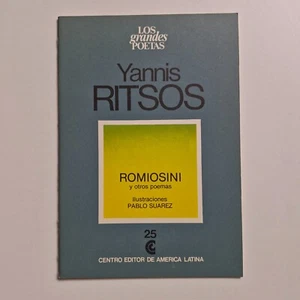 LOS
grandes
POETAS
Yannis
RITSOS
ROMIOSINI
y otros poemas
ilustraciones
PABLO SUAREZ
25
CENTRO EDITOR DE AMERICA LATINA